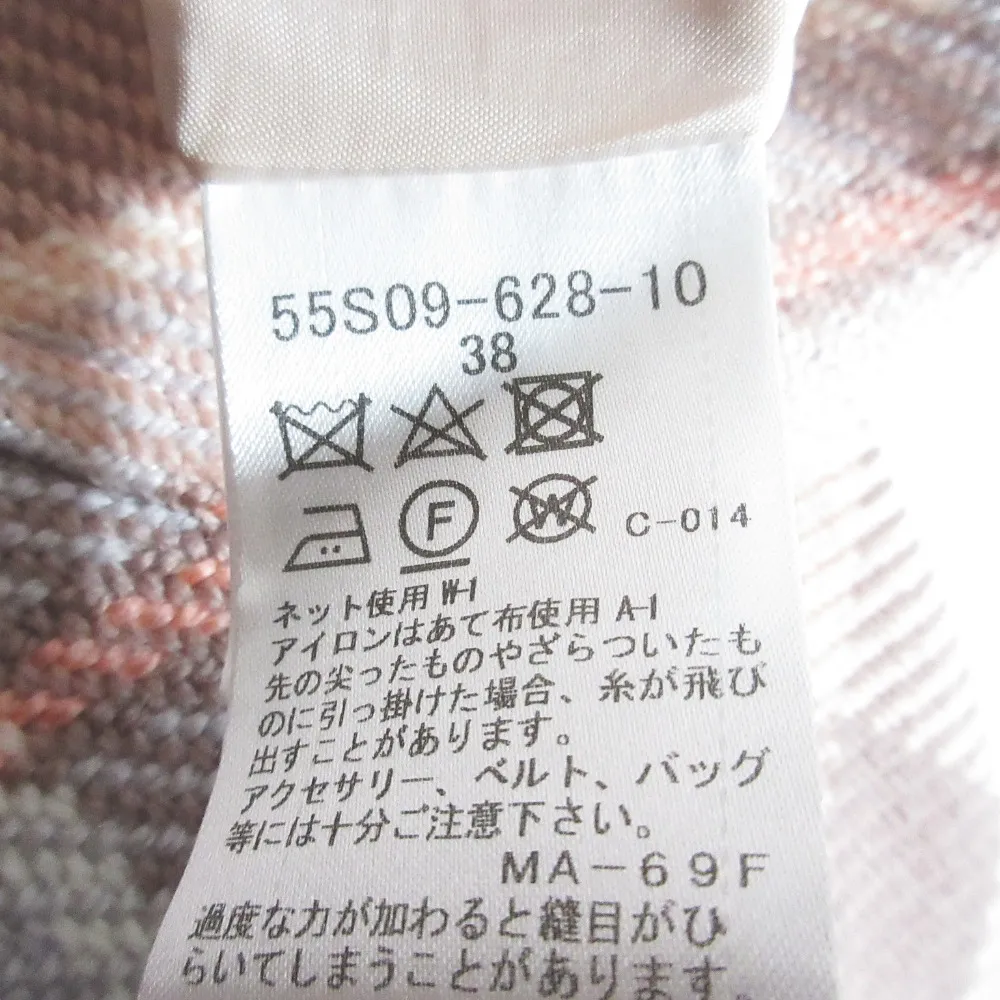 55S09-628-10
38
F
W
C-014
ネット使用 W-1
アイロンはあて布使用 A-1
先の尖ったものやざらついたも
のに引っ掛けた場合、糸が飛び
出すことがあります。
アクセサリー、ベルト、バッグ
等には十分ご注意下さい。
MA-69F
過度な力が加わると縫目がひ
らいてしまうことがあります。